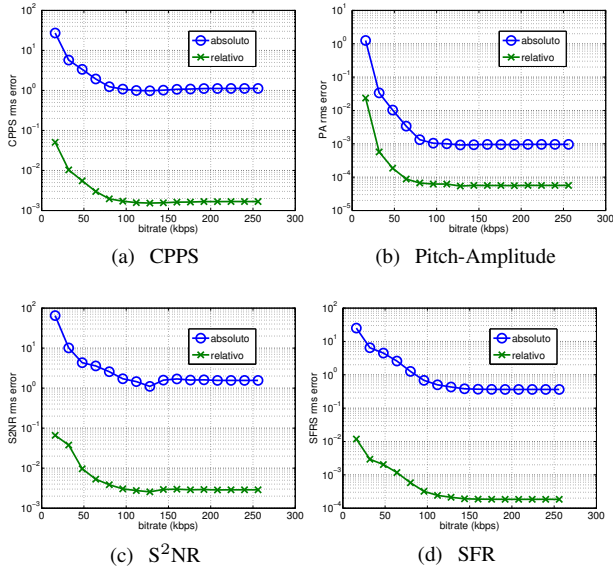 10² 10¹ 10⁰ 10⁻¹ 10⁻² 10⁻³
CPPS rms error
absoluto
relativo
0 50 100 150 200 250 300
bitrate (kbps)
(a) CPPS
10¹ 10⁰ 10⁻¹ 10⁻² 10⁻³ 10⁻⁴ 10⁻⁵
PA rms error
absoluto
relativo
0 50 100 150 200 250 300
bitrate (kbps)
(b) Pitch-Amplitude
10² 10¹ 10⁰ 10⁻¹ 10⁻² 10⁻³
S2NR rms error
absoluto
relativo
0 50 100 150 200 250 300
bitrate (kbps)
(c) S²NR
10² 10¹ 10⁰ 10⁻¹ 10⁻² 10⁻³ 10⁻⁴
SFRS rms error
absoluto
relativo
0 50 100 150 200 250 300
bitrate (kbps)
(d) SFR